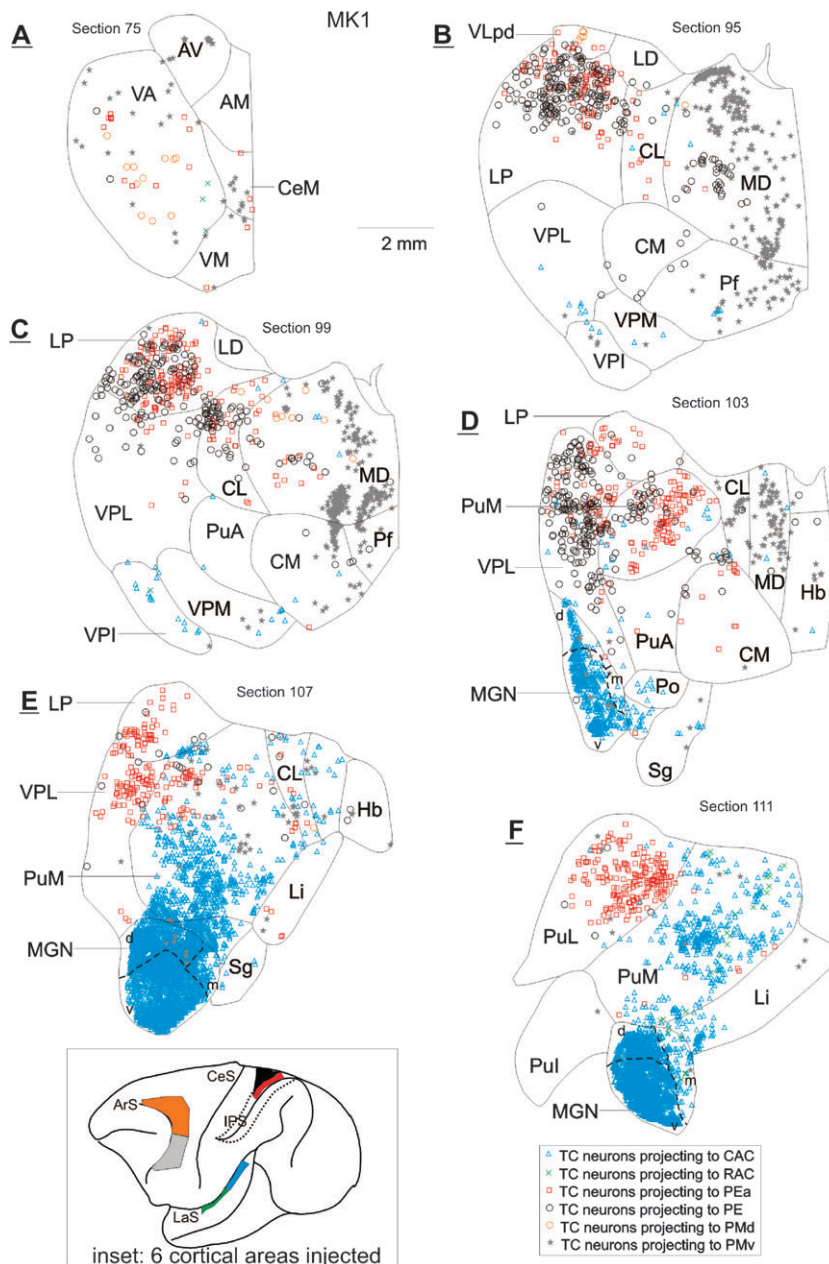 MK1
A Section 75
AV
VA
AM
CeM
VM
2 mm
B Section 95
VLpd
LD
CL
LP
MD
VPL
CM
Pf
VPM
VPI
C Section 99
LP
LD
CL
MD
VPL
PuA
CM
Pf
VPM
VPI
D Section 103
LP
CL
PuM
VPL
MD
Hb
d
PuA
CM
m
Po
MGN
v
Sg
E Section 107
LP
CL
VPL
Hb
PuM
Li
MGN
d
Sg
m
v
F Section 111
PuL
PuM
Li
d
PuI
m
MGN
v
CeS
ArS
IPS
LaS
inset: 6 cortical areas injected
TC neurons projecting to CAC
TC neurons projecting to RAC
TC neurons projecting to PEa
TC neurons projecting to PE
TC neurons projecting to PMd
TC neurons projecting to PMv